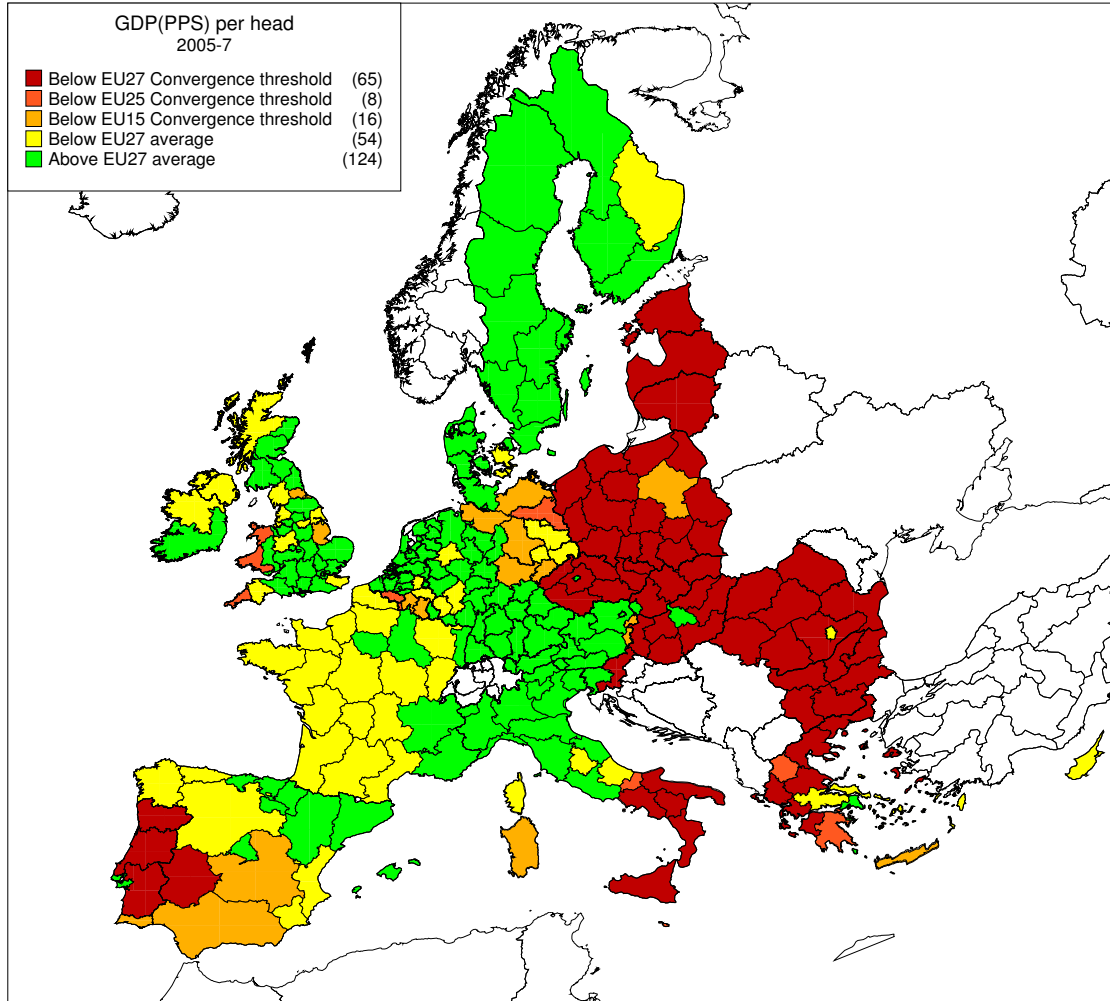 GDP(PPS) per head
2005-7
Below EU27 Convergence threshold (65)
Below EU25 Convergence threshold (8)
Below EU15 Convergence threshold (16)
Below EU27 average (54)
Above EU27 average (124)